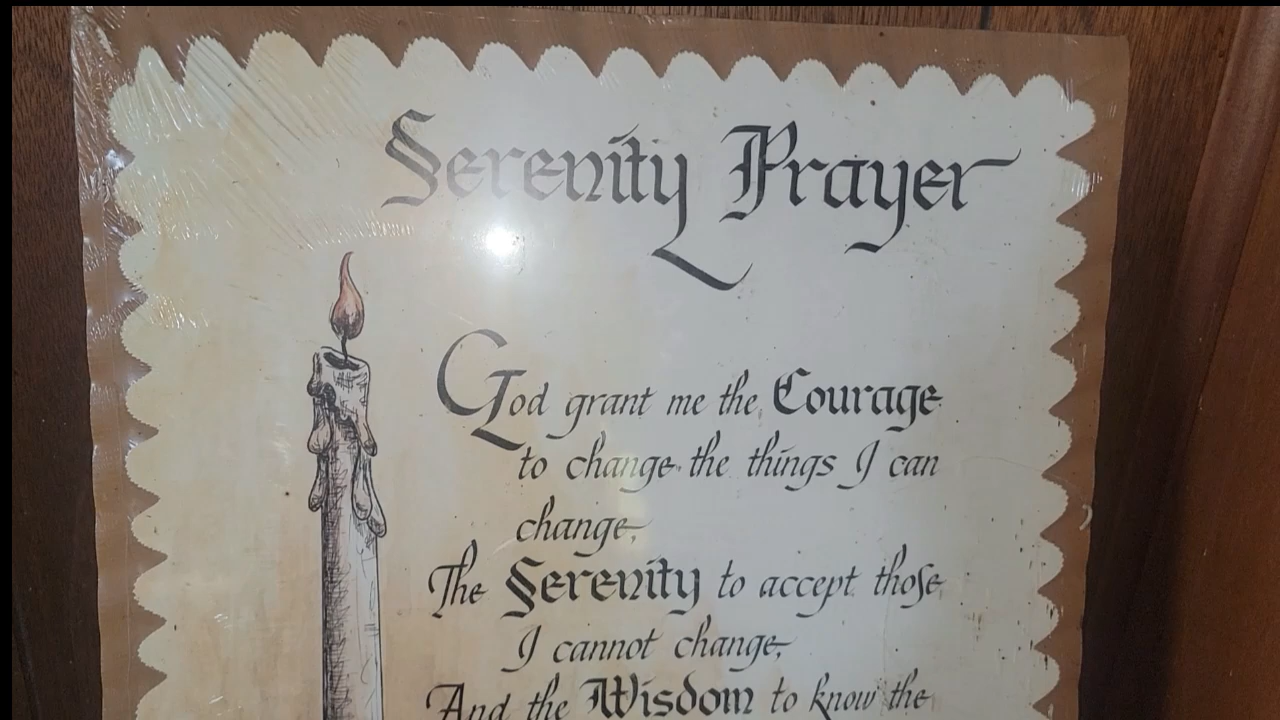 Serenity Prayer
God grant me the Courage
to change the things I can
change,
The Serenity to accept those
I cannot change,
And the Wisdom to know the